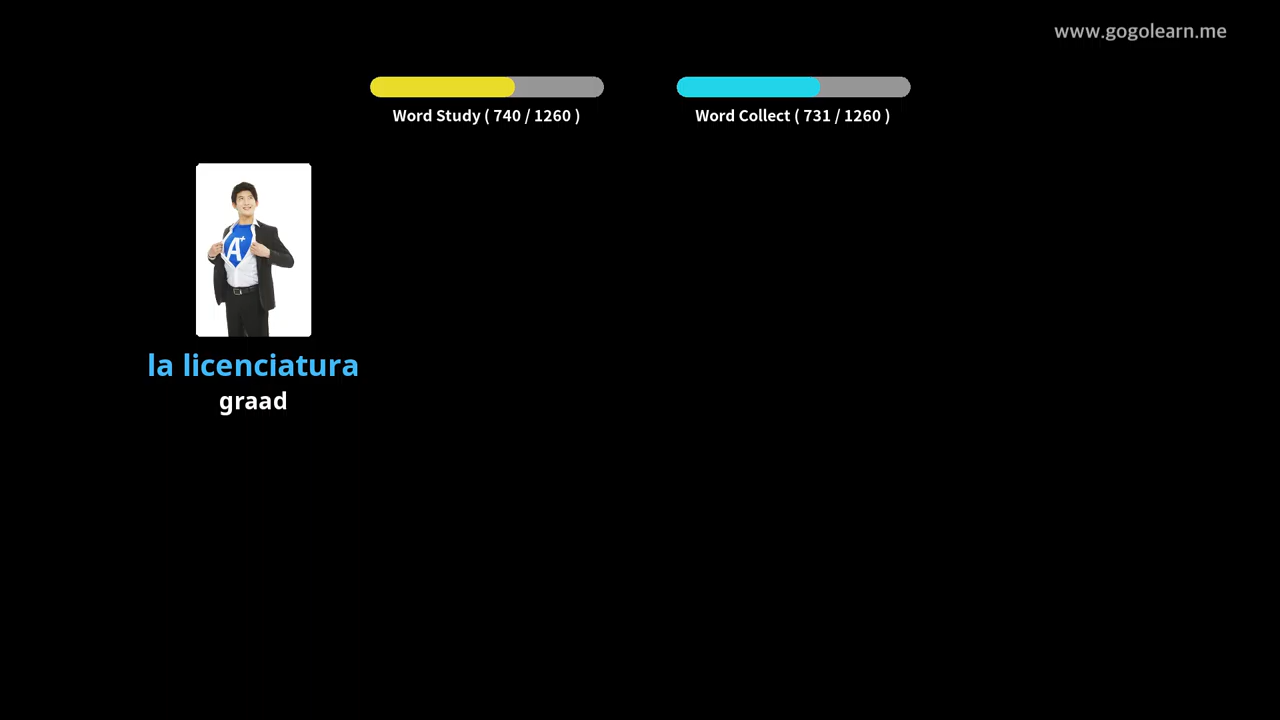 www.gogolearn.me
Word Study ( 740 / 1260 )
Word Collect ( 731 / 1260 )
A+
la licenciatura
graad